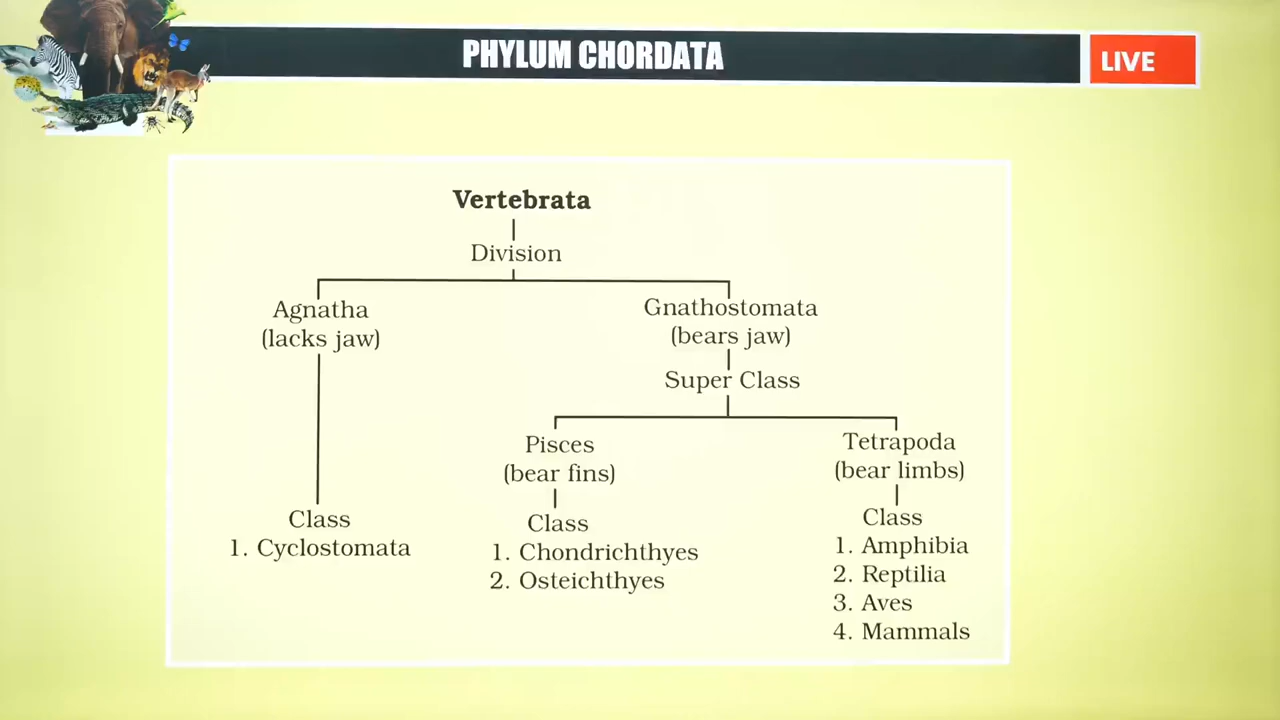 PHYLUM CHORDATA
LIVE
Vertebrata
Division
Agnatha
(lacks jaw)
Gnathostomata
(bears jaw)
Super Class
Pisces
(bear fins)
Tetrapoda
(bear limbs)
Class
1. Cyclostomata
Class
1. Chondrichthyes
2. Osteichthyes
Class
1. Amphibia
2. Reptilia
3. Aves
4. Mammals